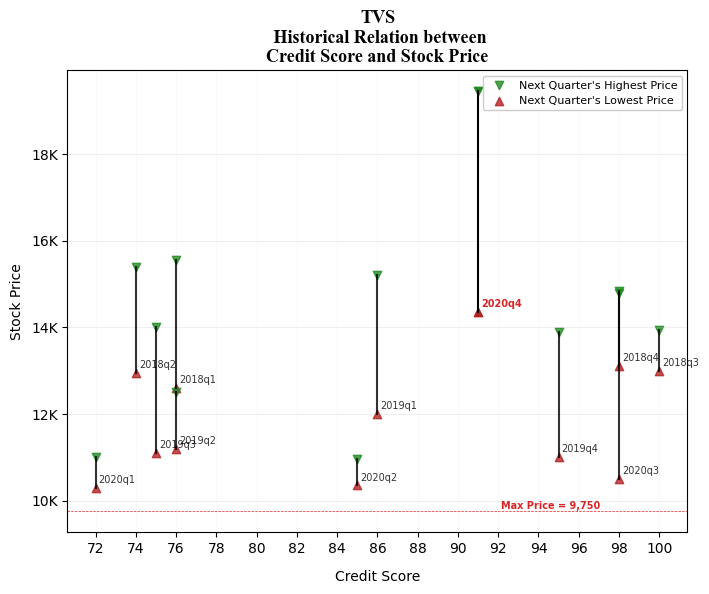 TVS
Historical Relation between
Credit Score and Stock Price
Next Quarter's Highest Price
Next Quarter's Lowest Price
18K
16K
14K
12K
10K
Stock Price
2020q4
2018q2
2018q1
2018q4
2018q3
2019q1
2019q3
2019q2
2019q4
2020q1
2020q2
2020q3
Max Price = 9,750
72 74 76 78 80 82 84 86 88 90 92 94 96 98 100
Credit Score